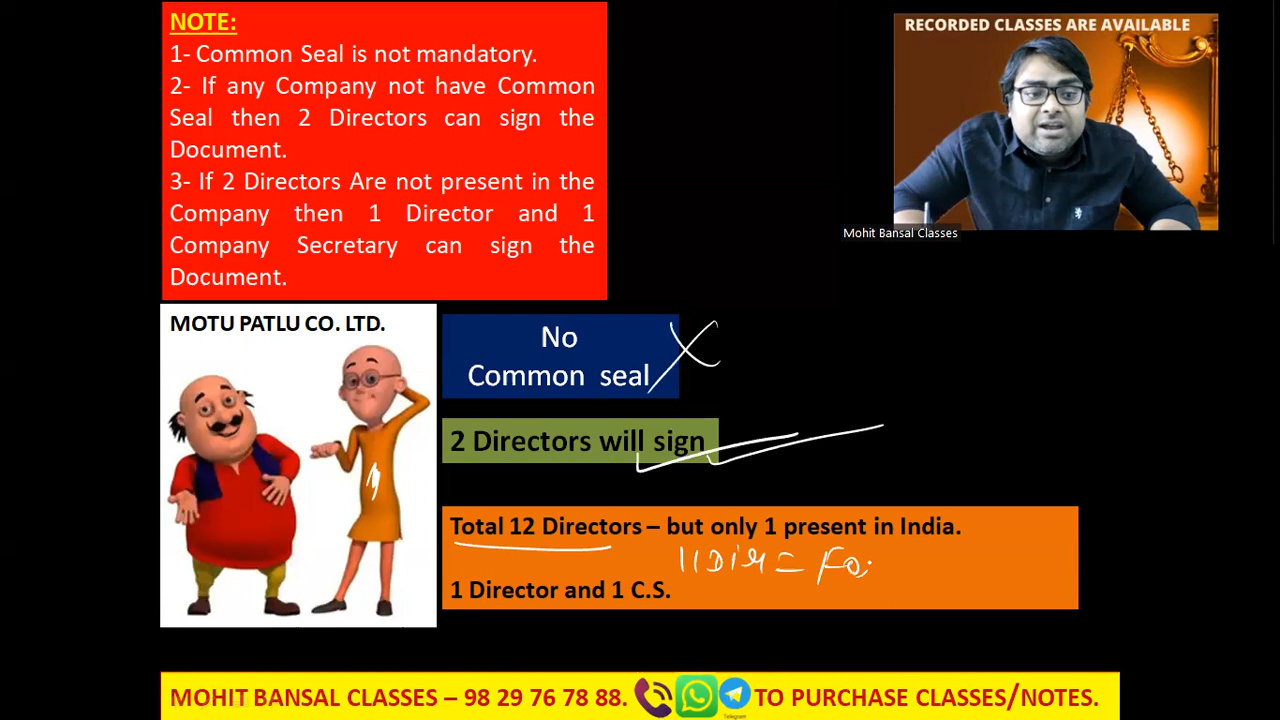 NOTE:
1- Common Seal is not mandatory.
2- If any Company not have Common
Seal then 2 Directors can sign the
Document.
3- If 2 Directors Are not present in the
Company then 1 Director and 1
Company Secretary can sign the
Document.
RECORDED CLASSES ARE AVAILABLE
Mohit Bansal Classes
MOTU PATLU CO. LTD.
No
Common seal
2 Directors will sign
Total 12 Directors – but only 1 present in India.
11 Dir =
1 Director and 1 C.S.
MOHIT BANSAL CLASSES – 98 29 76 78 88.
Telegram
TO PURCHASE CLASSES/NOTES.